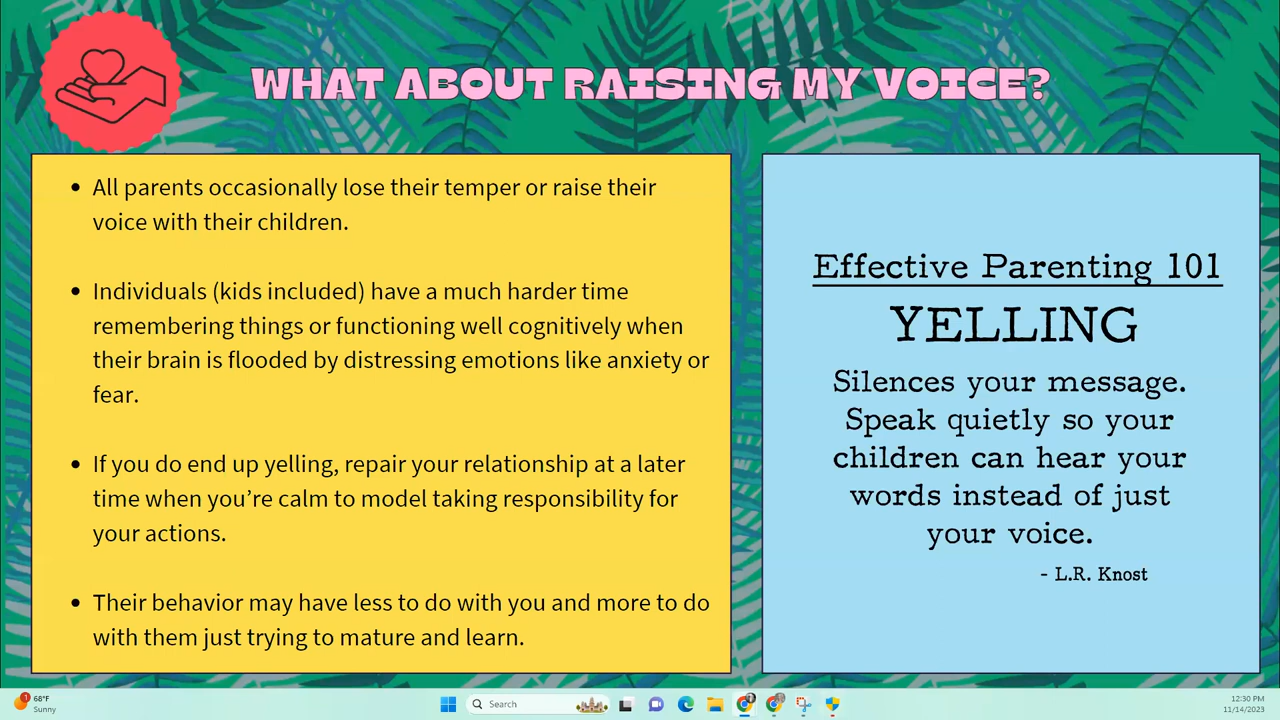 WHAT ABOUT RAISING MY VOICE?
• All parents occasionally lose their temper or raise their
voice with their children.
• Individuals (kids included) have a much harder time
remembering things or functioning well cognitively when
their brain is flooded by distressing emotions like anxiety or
fear.
• If you do end up yelling, repair your relationship at a later
time when you’re calm to model taking responsibility for
your actions.
• Their behavior may have less to do with you and more to do
with them just trying to mature and learn.
Effective Parenting 101
YELLING
Silences your message.
Speak quietly so your
children can hear your
words instead of just
your voice.
- L.R. Knost
1
68°F
Sunny
Search
12:30 PM
11/14/2023